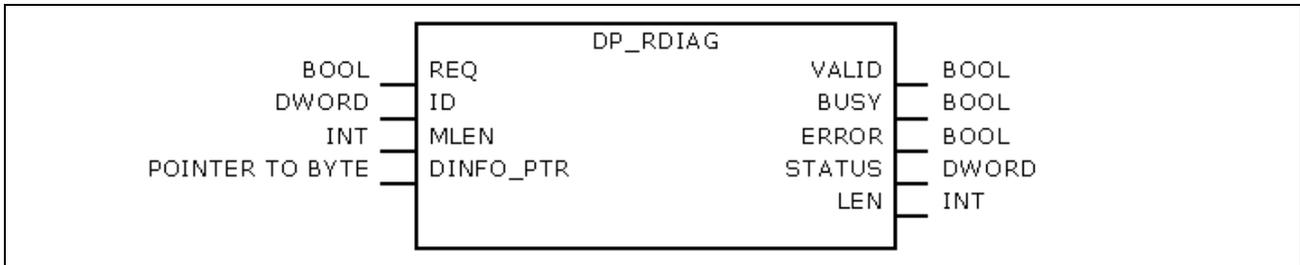 DP_RDIAG
BOOL REQ VALID BOOL
DWORD ID BUSY BOOL
INT MLEN ERROR BOOL
POINTER TO BYTE DINFO_PTR STATUS DWORD
LEN INT